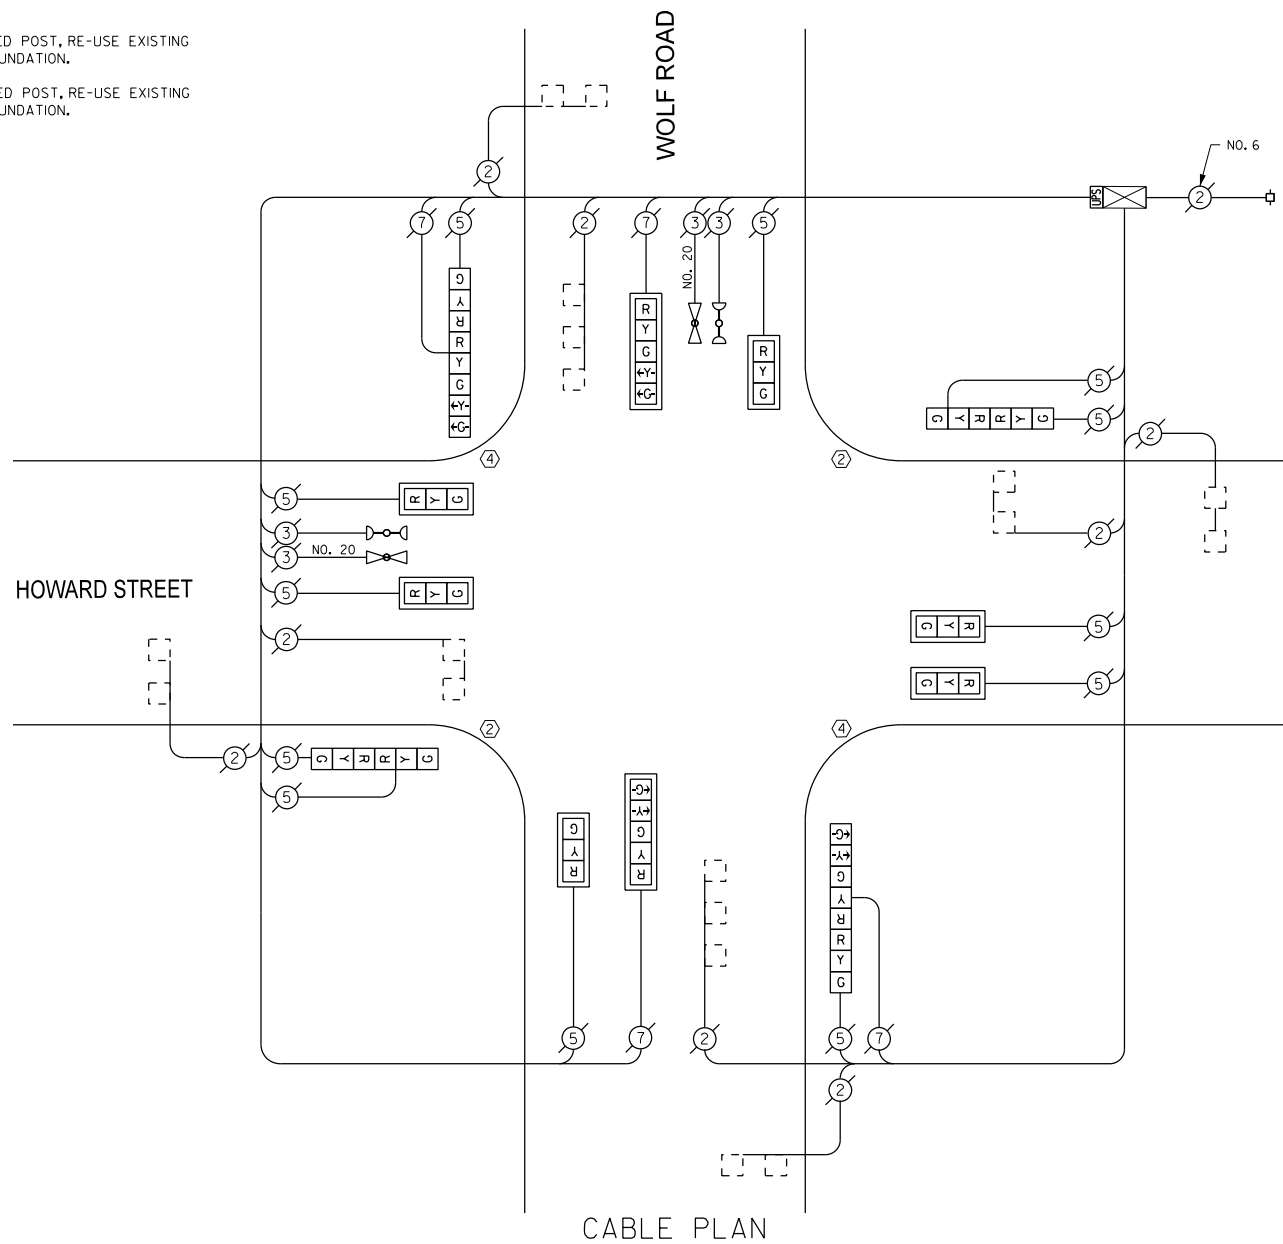 ED POST, RE-USE EXISTING
UNDATION.
ED POST, RE-USE EXISTING
UNDATION.
WOLF ROAD
NO. 6
2
UPS
2
7
5
2
7
3
3
5
NO. 20
G
Y
R
R
Y
G
Y
G
R
Y
G
Y
G
R
Y
G
5
G Y R R Y G
5
2
4
2
5
R Y G
3
3
NO. 20
2
HOWARD STREET
5
R Y G
2
G Y R
5
G Y R
5
2
4
2
5
G Y R R Y G
5
G
Y
R
G
Y
G
Y
R
G
Y
G
Y
R
R
Y
G
5
7
2
5
7
2
CABLE PLAN